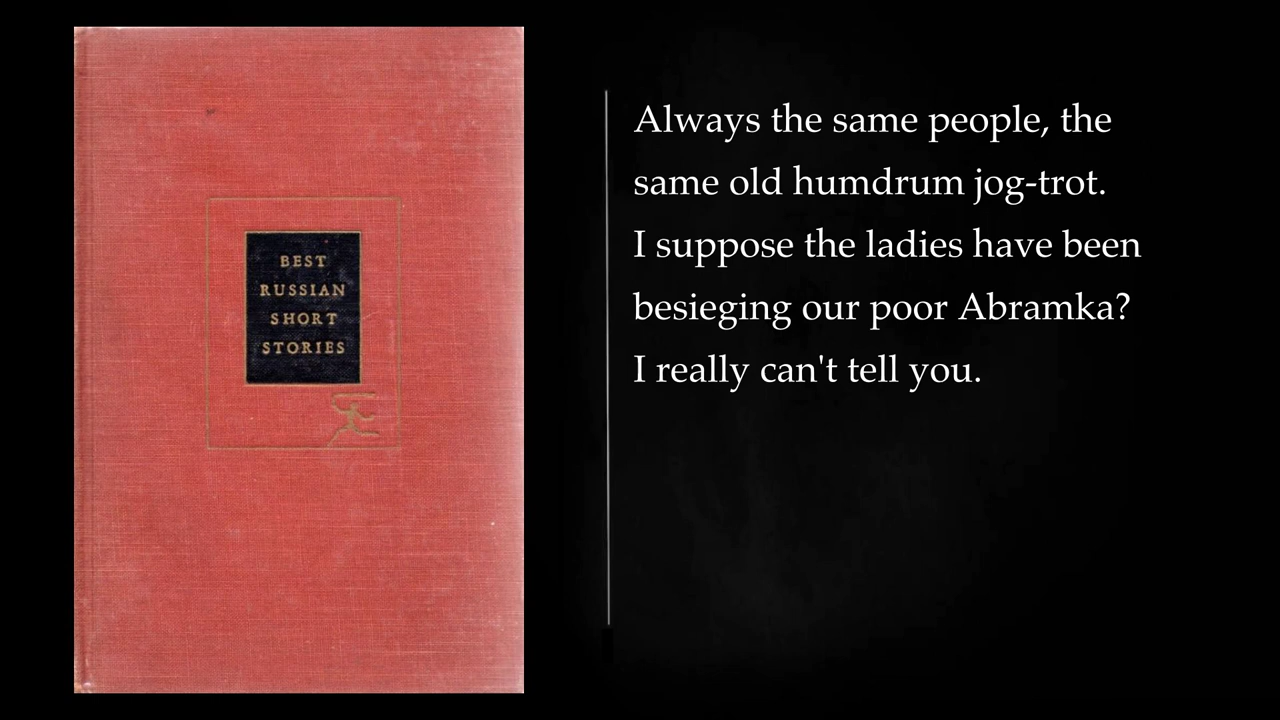 BEST
RUSSIAN
SHORT
STORIES
Always the same people, the
same old humdrum jog-trot.
I suppose the ladies have been
besieging our poor Abramka?
I really can't tell you.